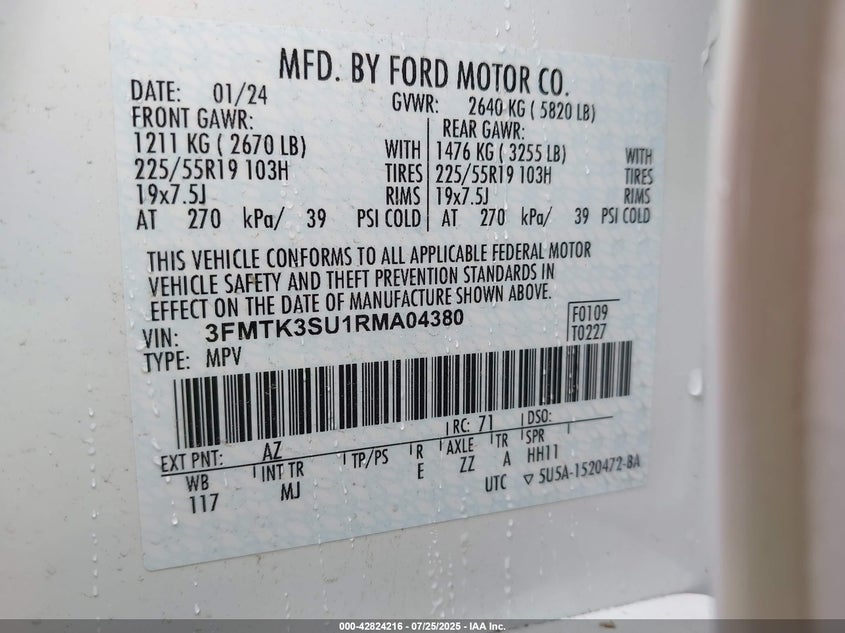 MFD. BY FORD MOTOR CO.
DATE: 01/24 GVWR: 2640 KG ( 5820 LB)
FRONT GAWR: REAR GAWR:
1211 KG ( 2670 LB) WITH 1476 KG ( 3255 LB) WITH
225/55R19 103H TIRES 225/55R19 103H TIRES
19x7.5J RIMS 19x7.5J RIMS
AT 270 kPa/ 39 PSI COLD AT 270 kPa/ 39 PSI COLD
THIS VEHICLE CONFORMS TO ALL APPLICABLE FEDERAL MOTOR
VEHICLE SAFETY AND THEFT PREVENTION STANDARDS IN
EFFECT ON THE DATE OF MANUFACTURE SHOWN ABOVE.
VIN: 3FMTK3SU1RMA04380 F0109
TYPE: MPV T0227
EXT PNT: AZ RC: 71 DSO:
WB INT TR TP/PS R AXLE TR SPR
117 MJ E ZZ A HH11
UTC ▽ SU5A-1520472-BA
000-42824216 - 07/25/2025 - IAA Inc.